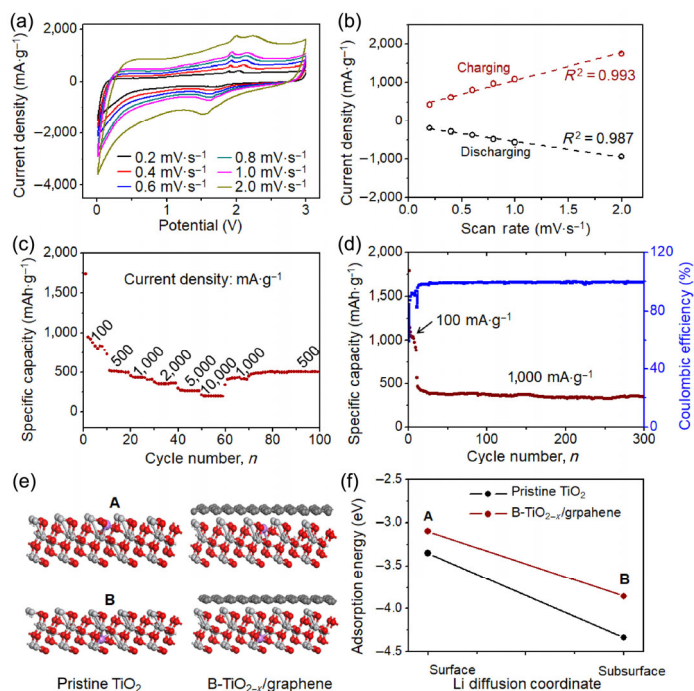 (a)
2,000
0
−2,000
−4,000
Current density (mA·g⁻¹)
0.2 mV·s⁻¹ 0.8 mV·s⁻¹
0.4 mV·s⁻¹ 1.0 mV·s⁻¹
0.6 mV·s⁻¹ 2.0 mV·s⁻¹
0 1 2 3
Potential (V)
(b)
2,000
1,000
0
−1,000
−2,000
Current density (mA·g⁻¹)
Charging
R² = 0.993
R² = 0.987
Discharging
0.0 0.4 0.8 1.2 1.6 2.0
Scan rate (mV·s⁻¹)
(c)
2,000
1,500
1,000
500
0
Specific capacity (mAh·g⁻¹)
Current density: mA·g⁻¹
100
500
1,000
2,000
5,000
10,000
1,000
500
0 20 40 60 80 100
Cycle number, n
(d)
2,000
1,500
1,000
500
0
Specific capacity (mAh·g⁻¹)
100 mA·g⁻¹
1,000 mA·g⁻¹
120
80
40
0
Coulombic efficiency (%)
0 100 200 300
Cycle number, n
(e)
A
B
Pristine TiO₂ B-TiO₂₋ₓ/graphene
(f)
−2.5
−3.0
−3.5
−4.0
−4.5
Adsorption energy (eV)
Pristine TiO₂
B-TiO₂₋ₓ/grpahene
A
B
Surface Subsurface
Li diffusion coordinate